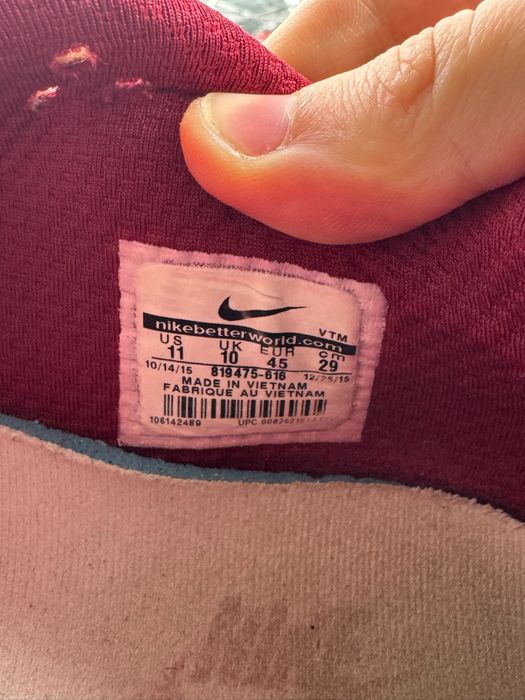 nikebetterworld.com
VTM
US UK EUR cm
11 10 45 29
10/14/15 819475-616 12/25/15
MADE IN VIETNAM
FABRIQUE AU VIETNAM
106142489 UPC